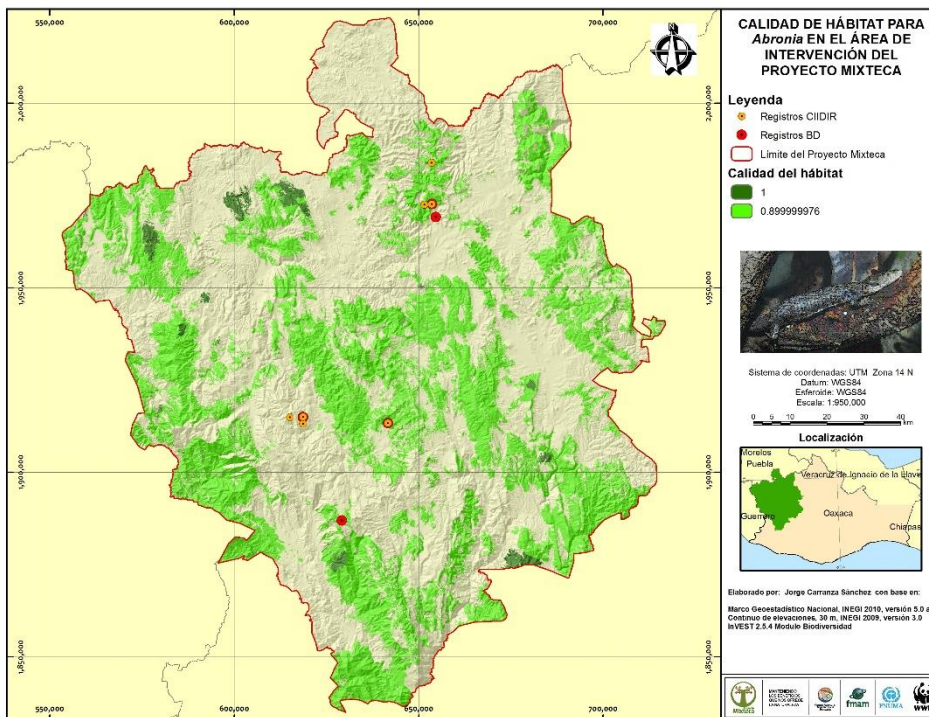 550,000
600,000
650,000
700,000
2,000,000
2,000,000
1,950,000
1,950,000
1,900,000
1,900,000
1,850,000
1,850,000
550,000
600,000
650,000
700,000
CALIDAD DE HÁBITAT PARA
Abronia EN EL ÁREA DE
INTERVENCIÓN DEL
PROYECTO MIXTECA
Leyenda
Registros CIIDIR
Registros BD
Límite del Proyecto Mixteca
Calidad del hábitat
1
0.899999976
Sistema de coordenadas: UTM Zona 14 N
Datum: WGS84
Esferoide: WGS84
Escala: 1:950,000
0 5 10 20 30 40
km
Localización
Morelos
Puebla
Veracruz de Ignacio de la Llave
Guerrero
Oaxaca
Chiapas
Elaborado por: Jorge Carranza Sánchez con base en:
Marco Geoestadístico Nacional, INEGI 2010, versión 5.0 a
Continuo de elevaciones, 30 m, INEGI 2009, versión 3.0
InVEST 2.5.4 Modulo Biodiversidad
Mixteca
fmam
PNUMA
WWF